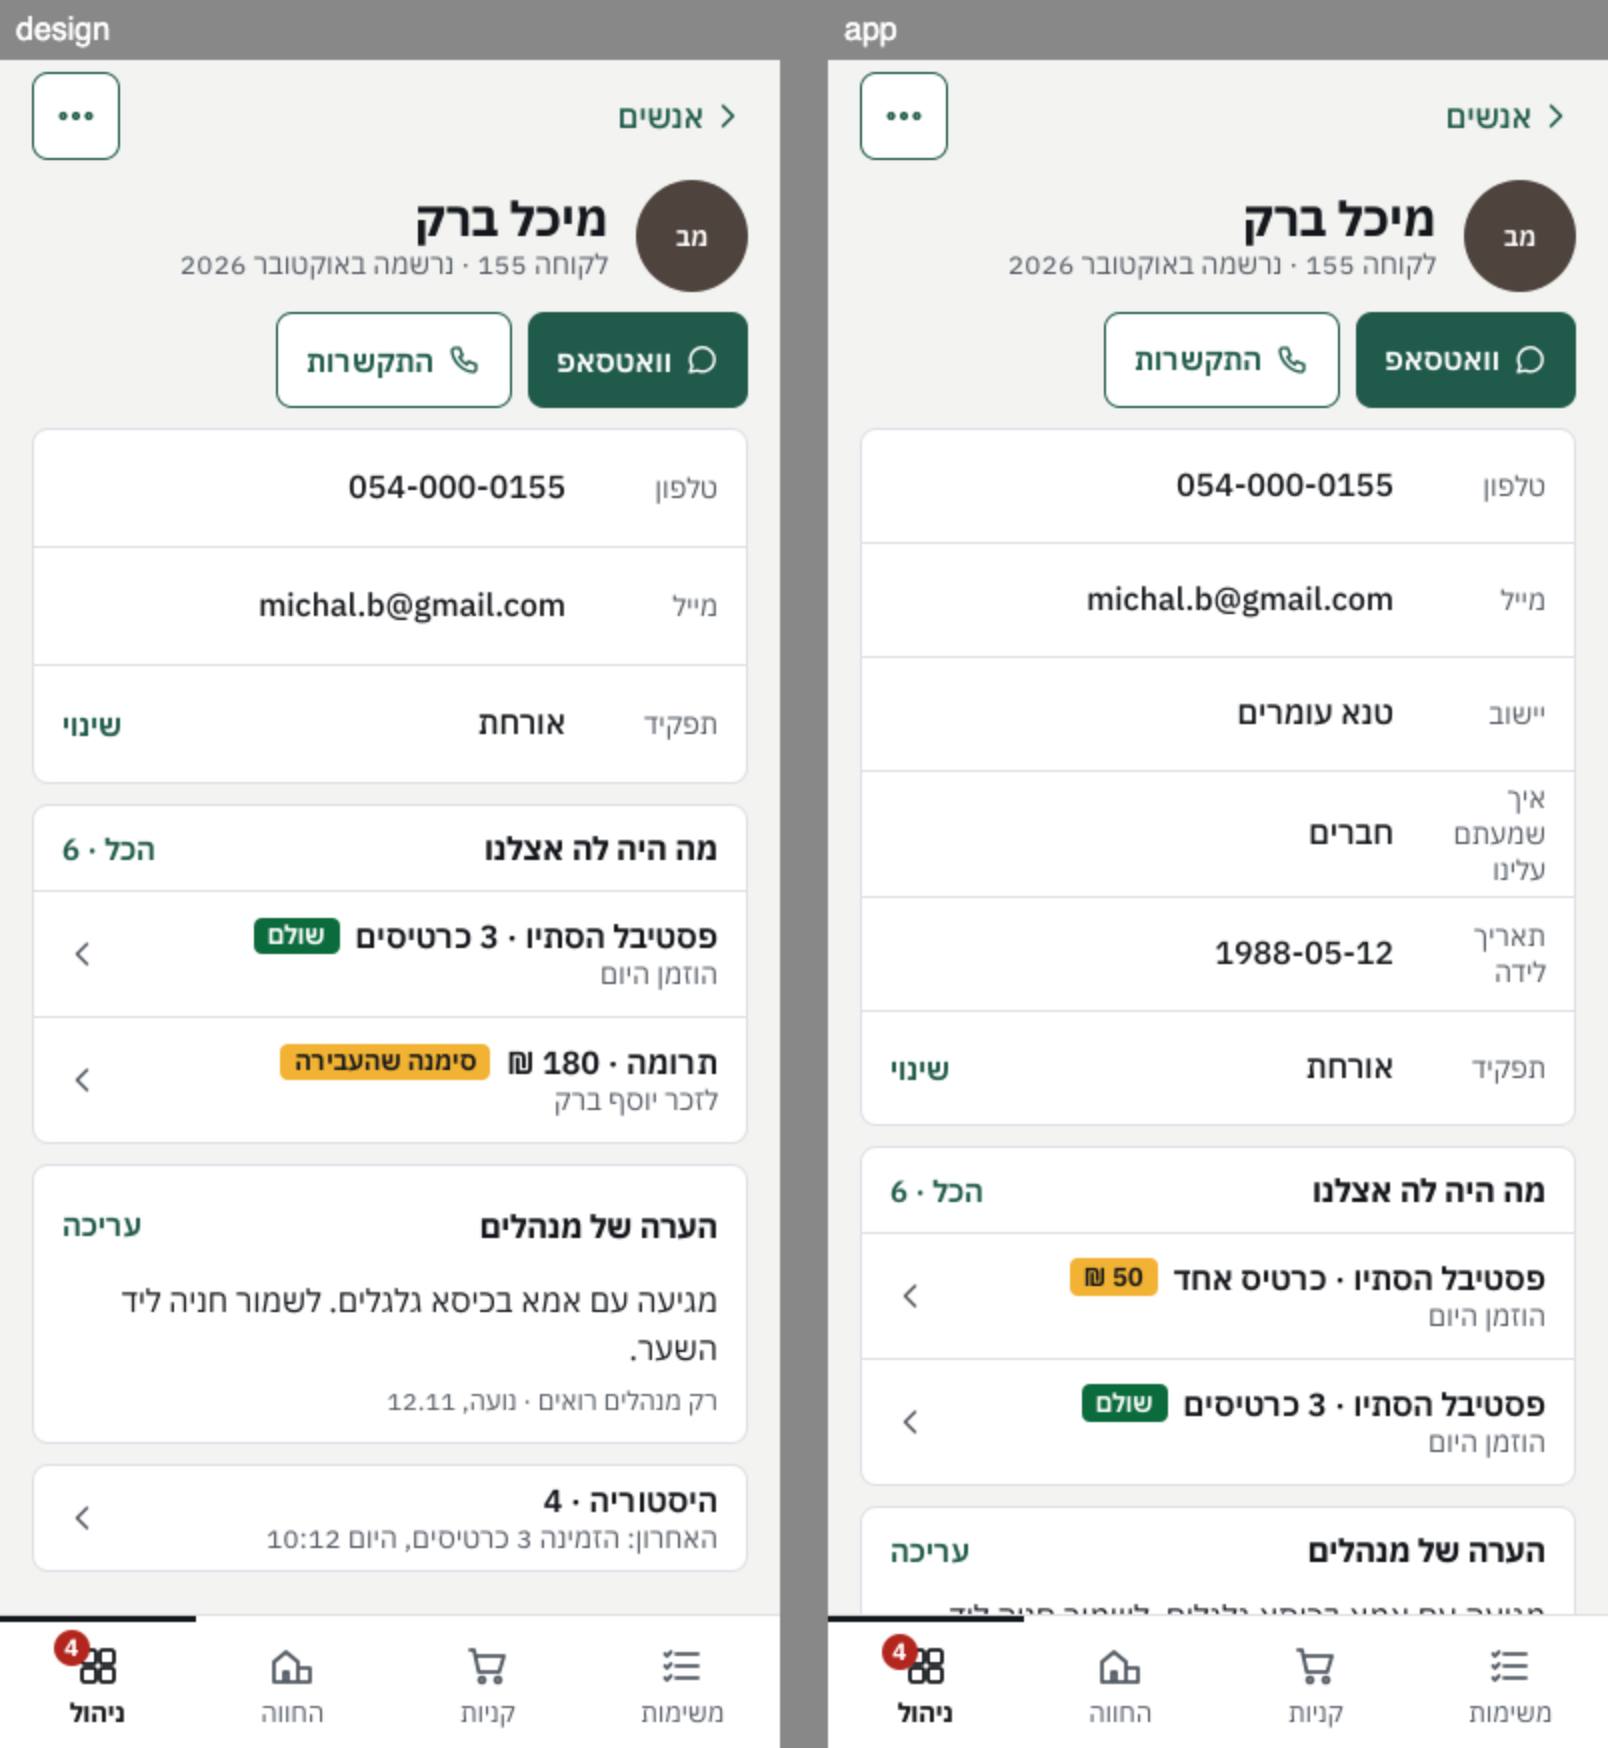 design
אנשים
מב
מיכל ברק
לקוחה 155 · נרשמה באוקטובר 2026
וואטסאפ
התקשרות
טלפון 054-000-0155
מייל michal.b@gmail.com
תפקיד אורחת שינוי
מה היה לה אצלנו הכל · 6
פסטיבל הסתיו · 3 כרטיסים שולם
הוזמן היום
תרומה · 180 ₪ סימנה שהעבירה
לזכר יוסף ברק
הערה של מנהלים עריכה
מגיעה עם אמא בכיסא גלגלים. לשמור חניה ליד
השער.
רק מנהלים רואים · נועה, 12.11
היסטוריה · 4
האחרון: הזמינה 3 כרטיסים, היום 10:12
משימות
קניות
החווה
4
ניהול
app
אנשים
מב
מיכל ברק
לקוחה 155 · נרשמה באוקטובר 2026
וואטסאפ
התקשרות
טלפון 054-000-0155
מייל michal.b@gmail.com
יישוב טנא עומרים
איך
שמעתם
עלינו
חברים
תאריך
לידה
1988-05-12
תפקיד אורחת שינוי
מה היה לה אצלנו הכל · 6
פסטיבל הסתיו · כרטיס אחד 50 ₪
הוזמן היום
פסטיבל הסתיו · 3 כרטיסים שולם
הוזמן היום
הערה של מנהלים עריכה
משימות
קניות
החווה
4
ניהול